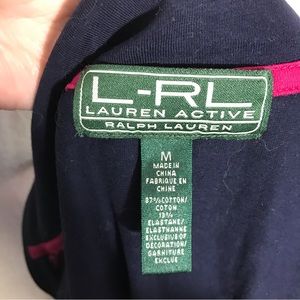 L-RL
LAUREN ACTIVE
RALPH LAUREN
M
MADE IN
CHINA
FABRIQUE EN
CHINE
87% COTTON/
COTON
13%
ELASTANE/
ELASTHANNE
EXCLUSIVE OF
DECORATION/
GARNITURE
EXCLUE